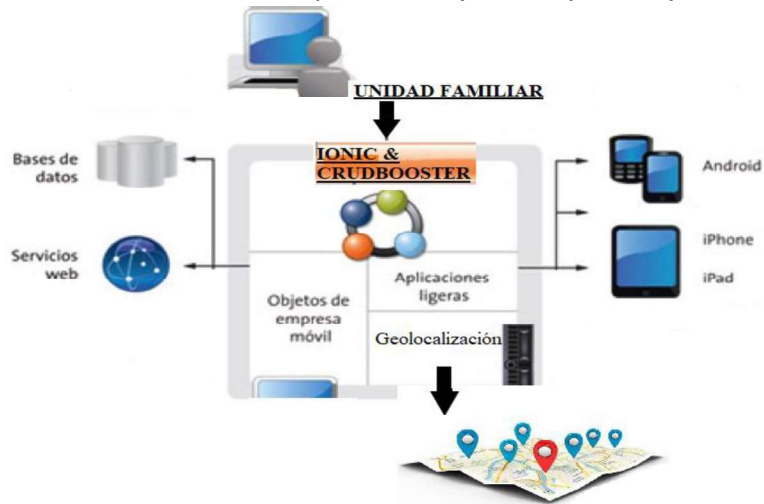 UNIDAD FAMILIAR
IONIC &
CRUDBOOSTER
Bases de
datos
Servicios
web
Objetos de
empresa
móvil
Aplicaciones
ligeras
Geolocalización
Android
iPhone
iPad